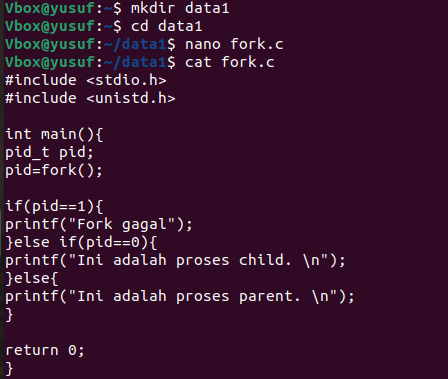 Vbox@yusuf:~$ mkdir data1
Vbox@yusuf:~$ cd data1
Vbox@yusuf:~/data1$ nano fork.c
Vbox@yusuf:~/data1$ cat fork.c
#include <stdio.h>
#include <unistd.h>

int main(){
pid_t pid;
pid=fork();

if(pid==1){
printf("Fork gagal");
}else if(pid==0){
printf("Ini adalah proses child. \n");
}else{
printf("Ini adalah proses parent. \n");
}

return 0;
}